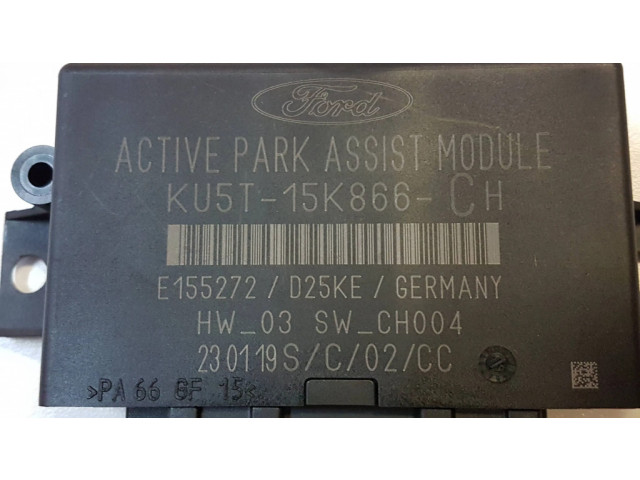 Ford
ACTIVE PARK ASSIST MODULE
KU5T-15K866-CH
E155272 / D25KE / GERMANY
HW_03 SW_CH004
230119S/C/02/CC
>PA 66 GF 15<